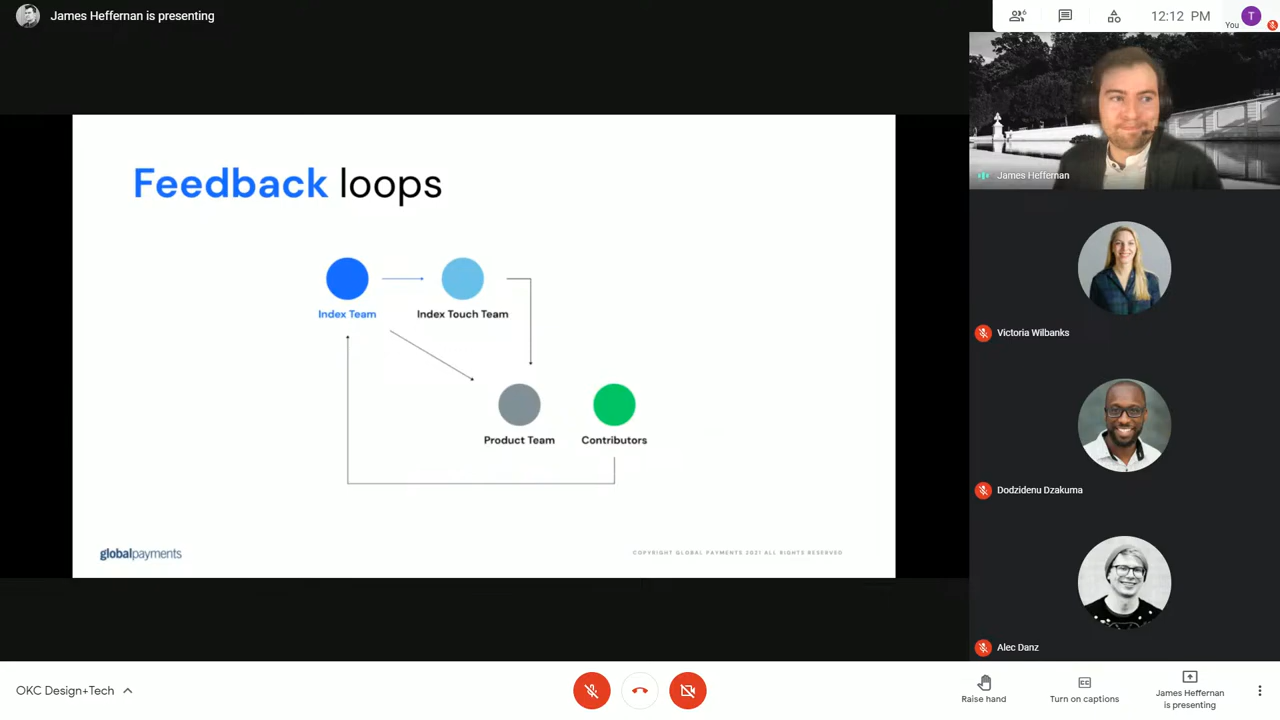 James Heffernan is presenting
6
12:12 PM
You
T
James Heffernan
Feedback loops
Index Team
Index Touch Team
Victoria Wilbanks
Product Team
Contributors
Dodzidenu Dzakuma
globalpayments
COPYRIGHT GLOBAL PAYMENTS 2021 ALL RIGHTS RESERVED
Alec Danz
OKC Design+Tech
Raise hand
CC
Turn on captions
James Heffernan
is presenting